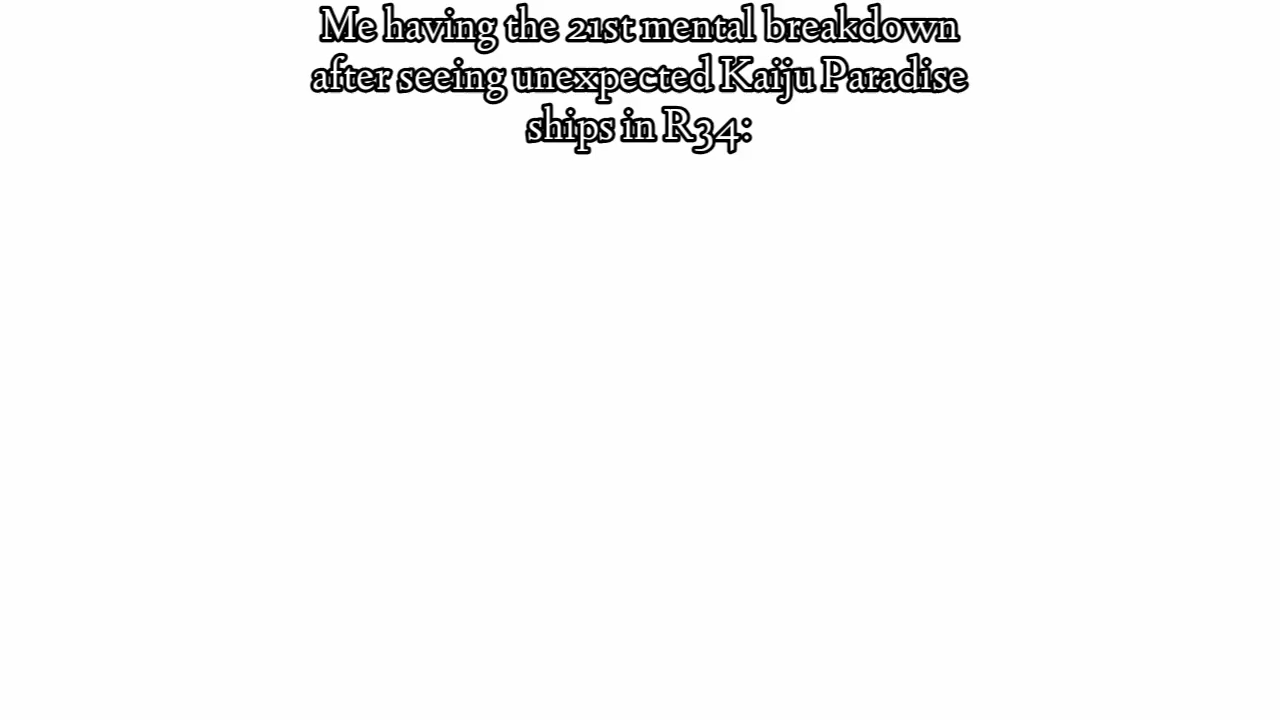 Me having the 21st mental breakdown
after seeing unexpected Kaiju Paradise
ships in R34: